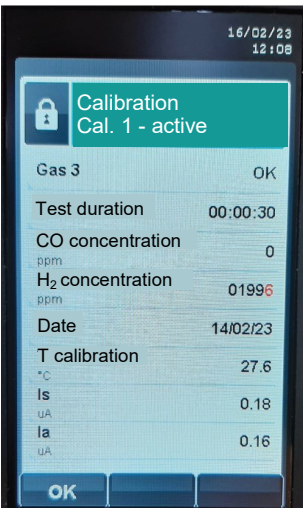 16/02/23
12:08
Calibration
Cal. 1 - active
Gas 3 OK
Test duration 00:00:30
CO concentration
ppm 0
H₂ concentration
ppm 01996
Date 14/02/23
T calibration
°C 27.6
Is
uA 0.18
Ia
uA 0.16
OK